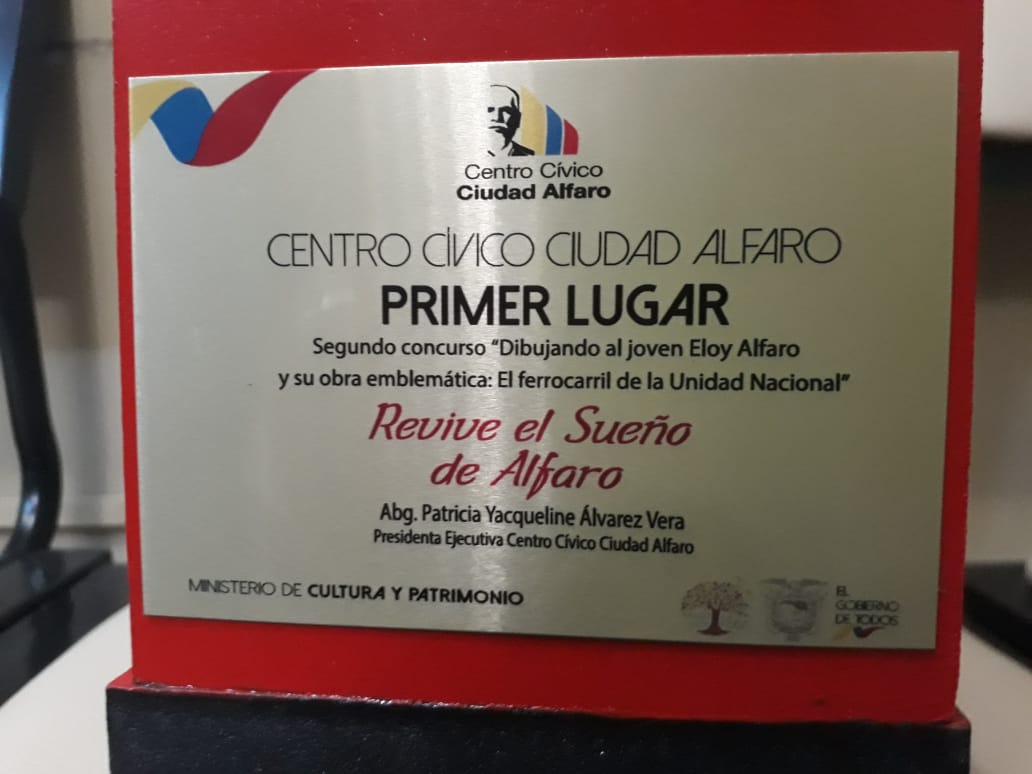 Centro Cívico
Ciudad Alfaro
CENTRO CÍVICO CIUDAD ALFARO
PRIMER LUGAR
Segundo concurso “Dibujando al joven Eloy Alfaro
y su obra emblemática: El ferrocarril de la Unidad Nacional”
Revive el Sueño
de Alfaro
Abg. Patricia Yacqueline Álvarez Vera
Presidenta Ejecutiva Centro Cívico Ciudad Alfaro
MINISTERIO DE CULTURA Y PATRIMONIO
EL
GOBIERNO
DE TODOS